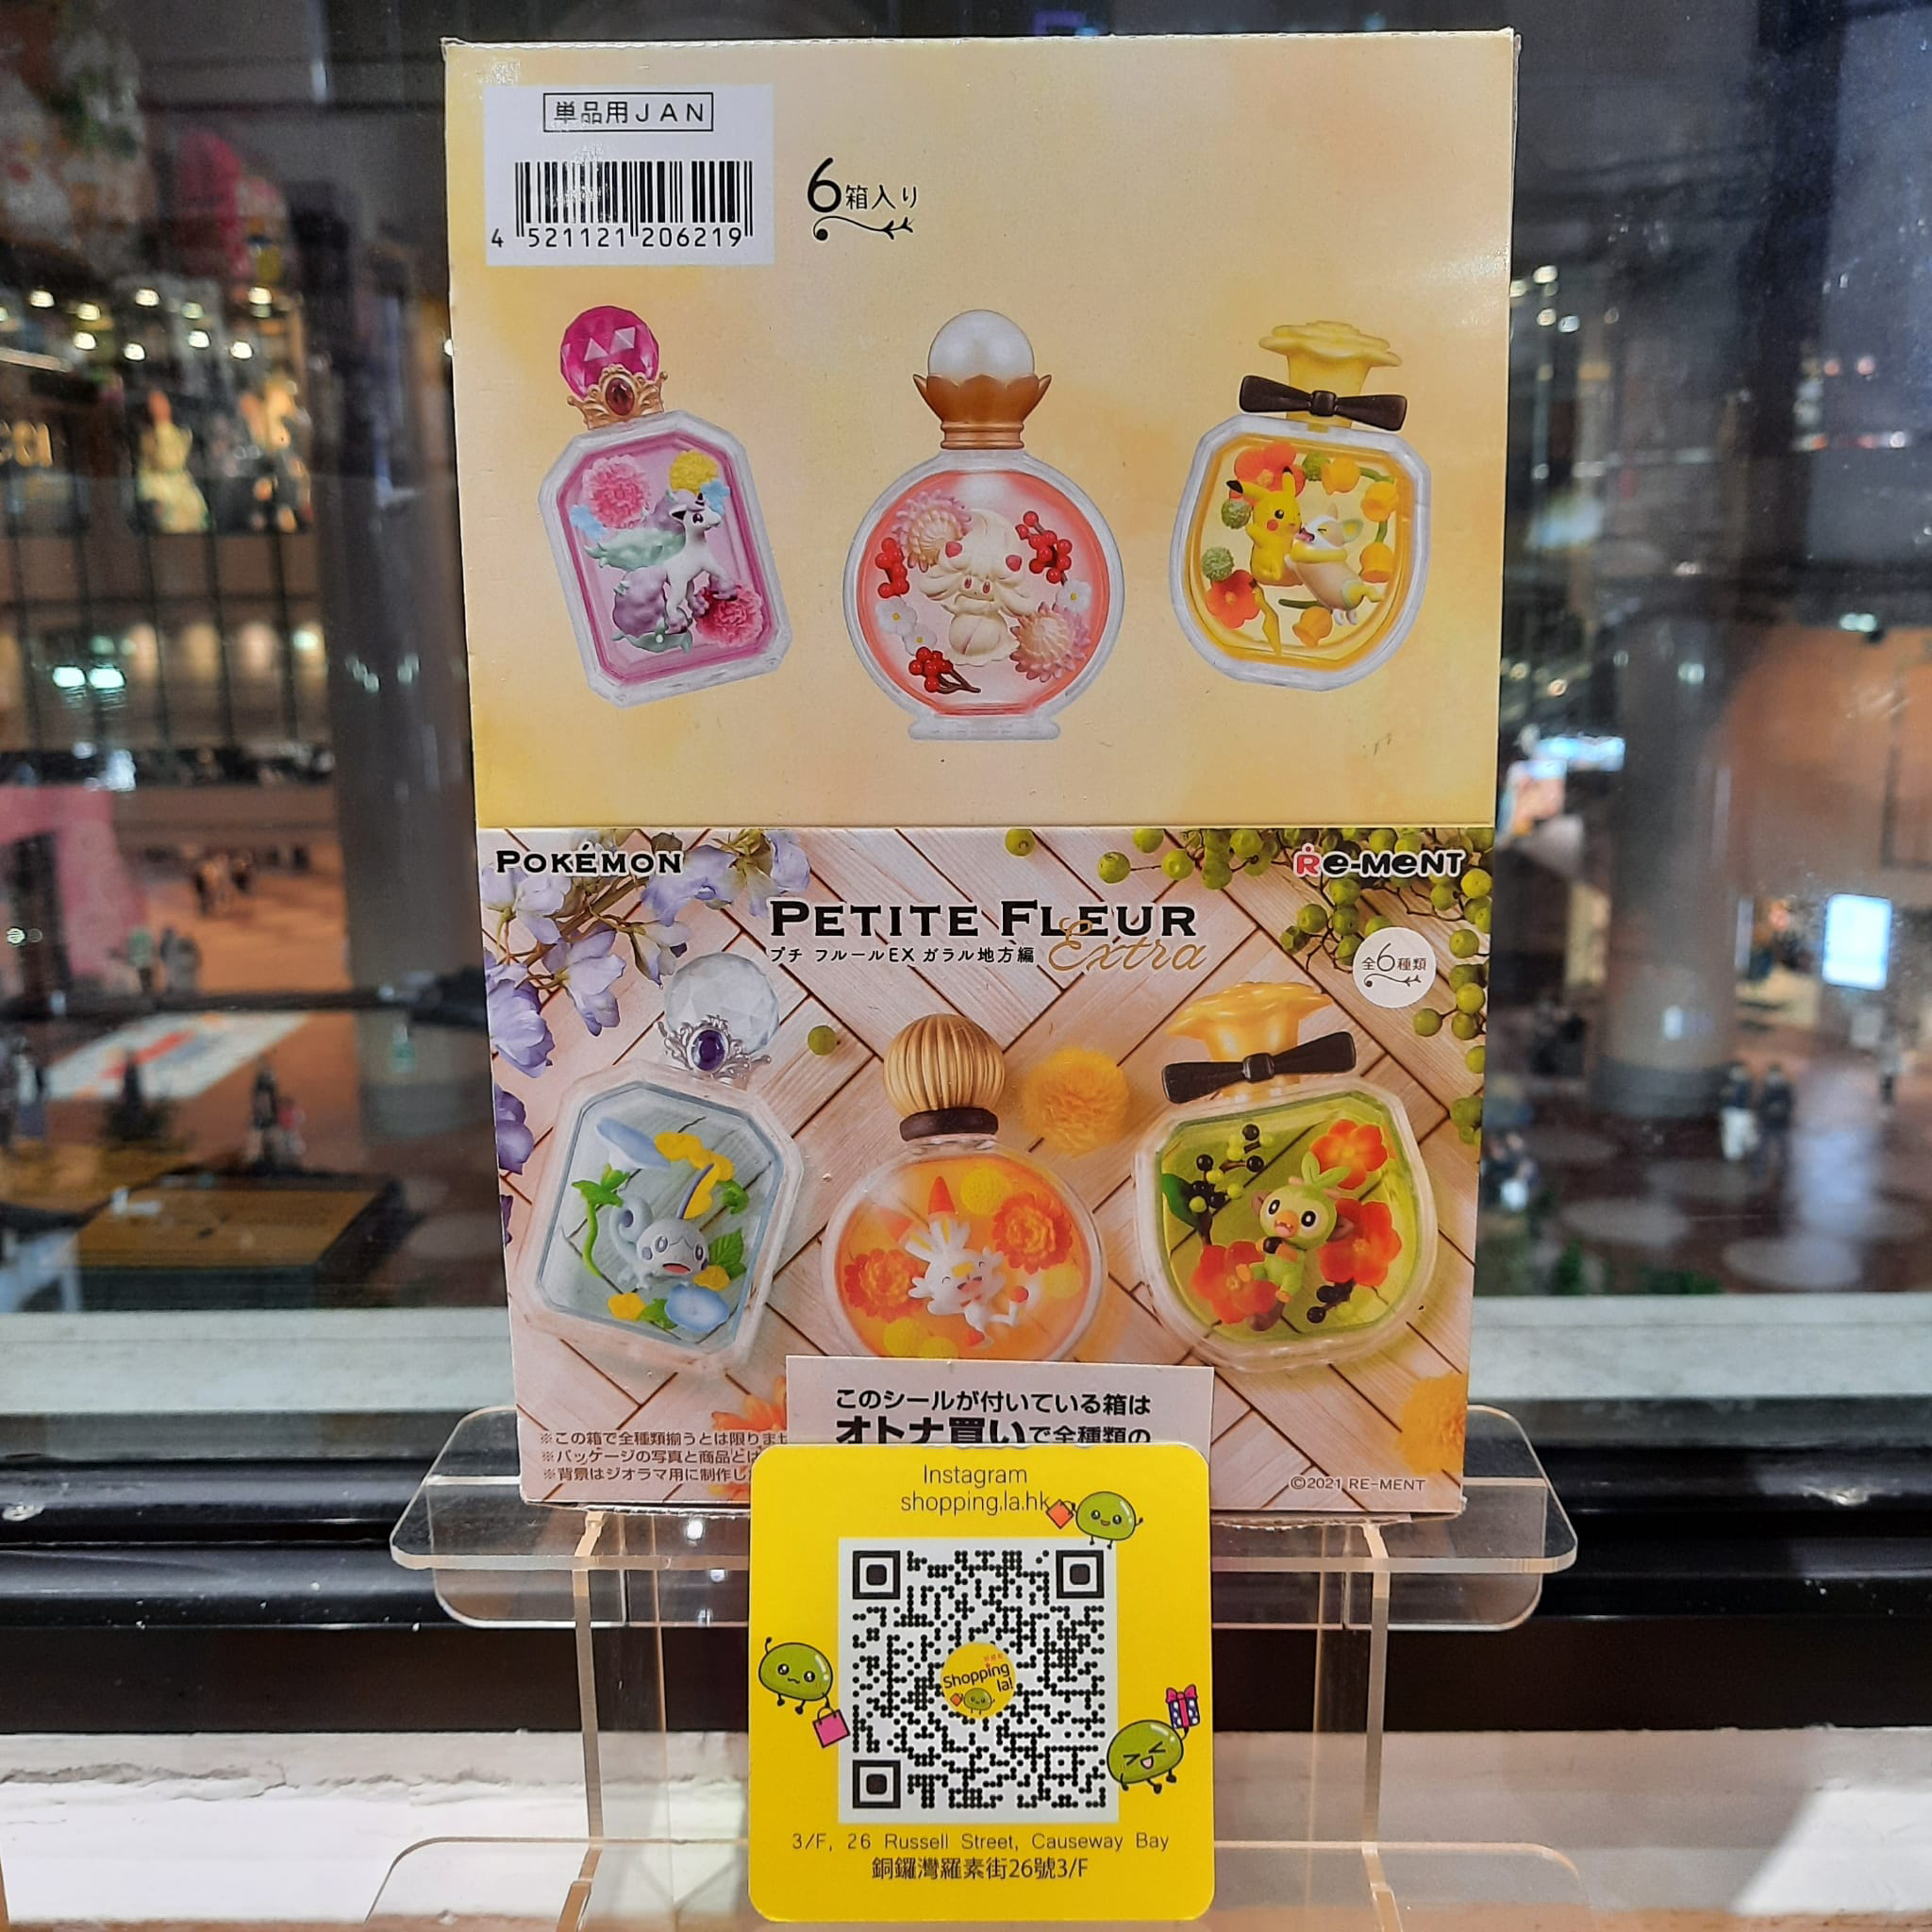 単品用JAN
4 521121 206219
6箱入り
POKÉMON
Re-MeNT
PETITE FLEUR
Extra
プチ フルールEX ガラル地方編
全6種類
このシールが付いている箱は
オトナ買いで全種類の
※この箱で全種類揃うとは限りませ
※パッケージの写真と商品とは
※背景はジオラマ用に制作し
©2021 RE-MENT
Instagram
shopping.la.hk
Shopping
la!
3/F, 26 Russell Street, Causeway Bay
銅鑼灣羅素街26號3/F